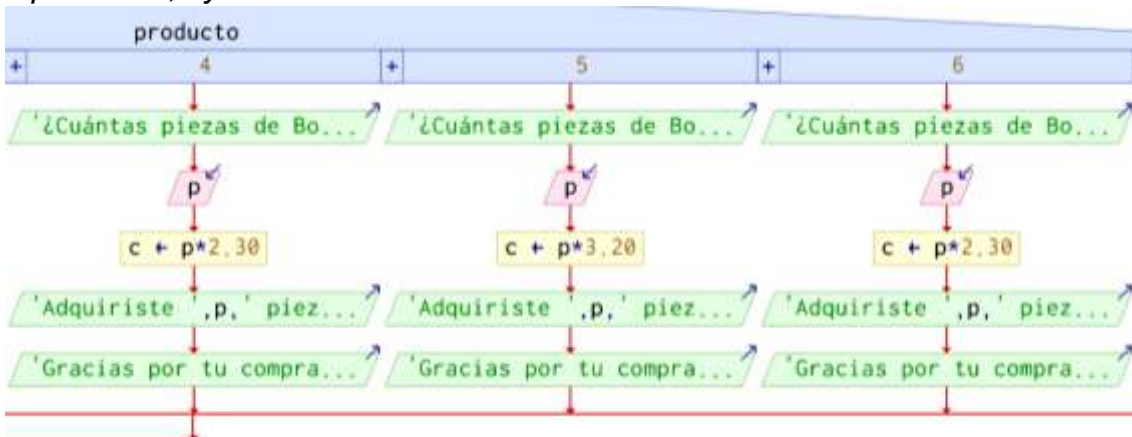 producto
+ 4 + 5 + 6
'¿Cuántas piezas de Bo... '¿Cuántas piezas de Bo... '¿Cuántas piezas de Bo...
p p p
c ← p*2.30 c ← p*3.20 c ← p*2.30
'Adquiriste ',p,' piez... 'Adquiriste ',p,' piez... 'Adquiriste ',p,' piez...
'Gracias por tu compra... 'Gracias por tu compra... 'Gracias por tu compra...